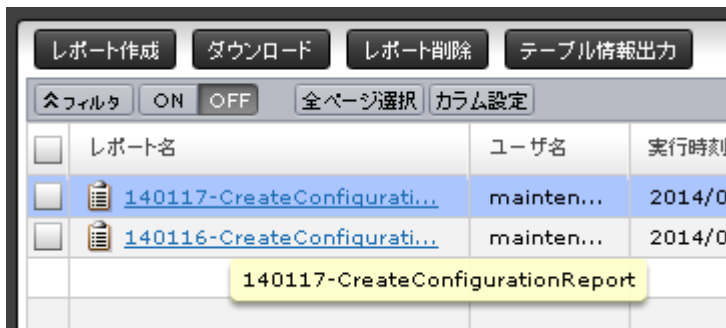 レポート作成 ダウンロード レポート削除 テーブル情報出力
フィルタ ON OFF 全ページ選択 カラム設定
レポート名 ユーザ名 実行時刻
140117-CreateConfigurati... mainten... 2014/0
140116-CreateConfigurati... mainten... 2014/0
140117-CreateConfigurationReport